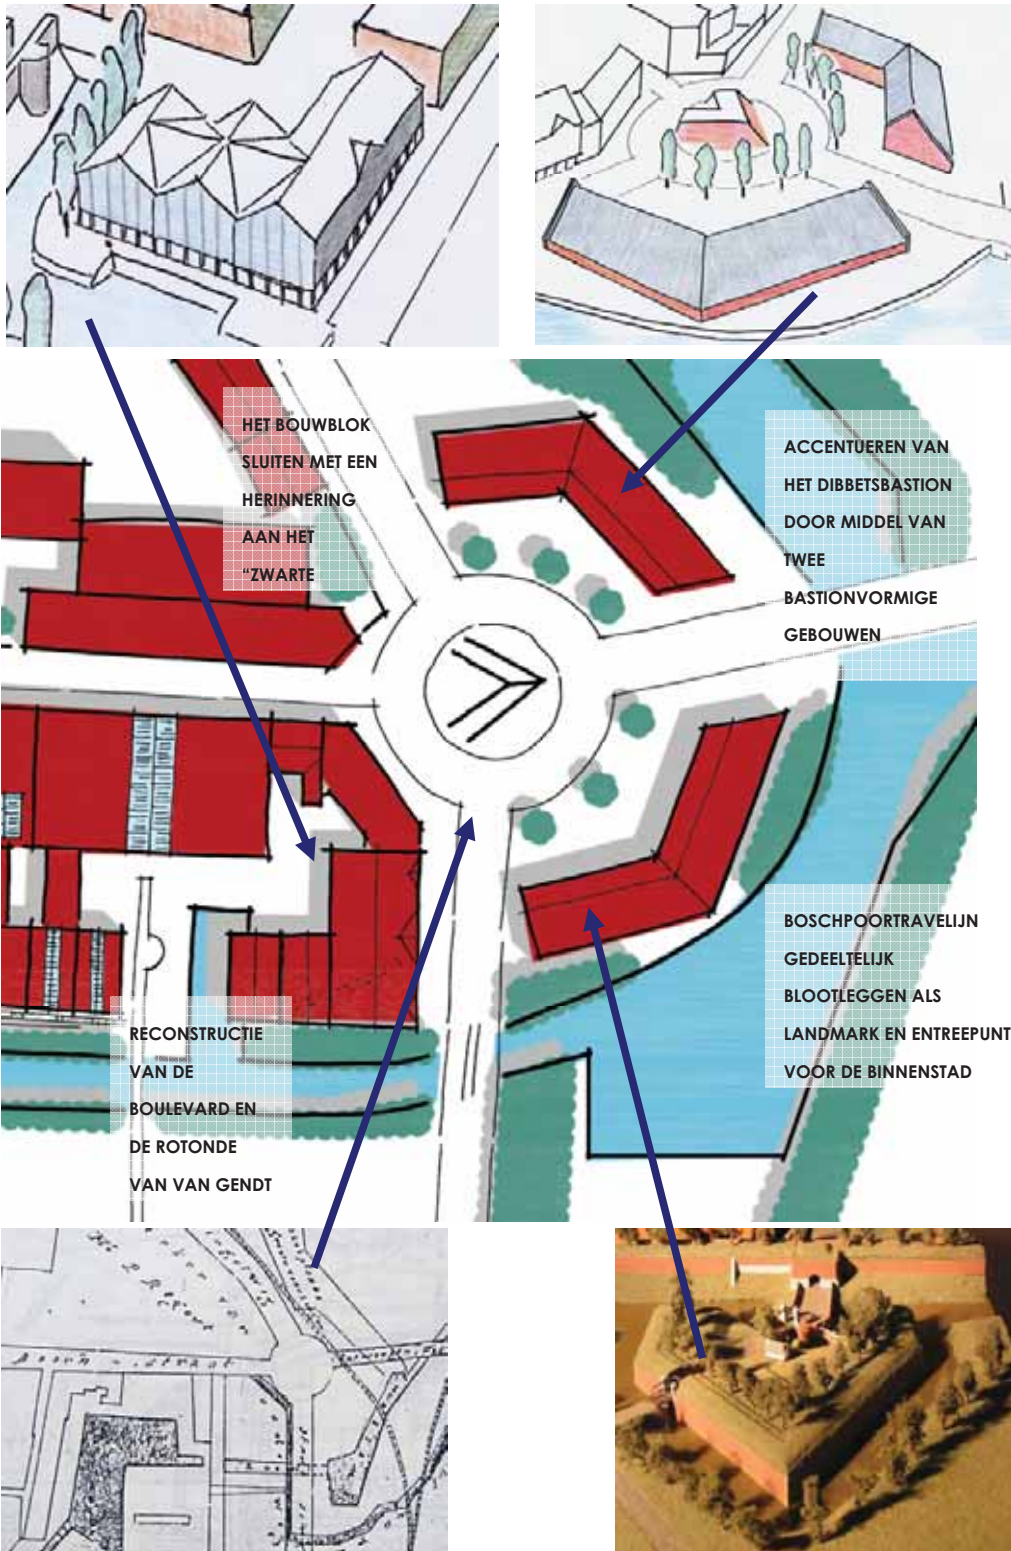 HET BOUWBLOK
SLUITEN MET EEN
HERINNERING
AAN HET
“ZWARTE
ACCENTUEREN VAN
HET DIBBETSBASTION
DOOR MIDDEL VAN
TWEE
BASTIONVORMIGE
GEBOUWEN
BOSCHPOORTRAVELIJN
GEDEELTELIJK
BLOOTLEGGEN ALS
LANDMARK EN ENTREEPUNT
VOOR DE BINNENSTAD
RECONSTRUCTIE
VAN DE
BOULEVARD EN
DE ROTONDE
VAN VAN GENDT